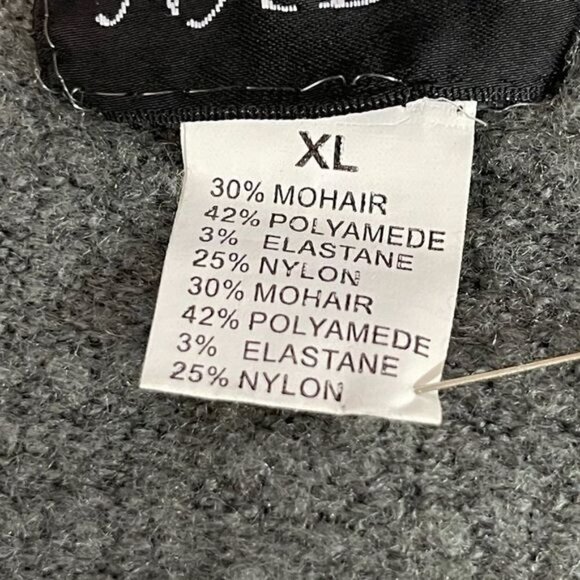 XL
30% MOHAIR
42% POLYAMEDE
3% ELASTANE
25% NYLON
30% MOHAIR
42% POLYAMEDE
3% ELASTANE
25% NYLON